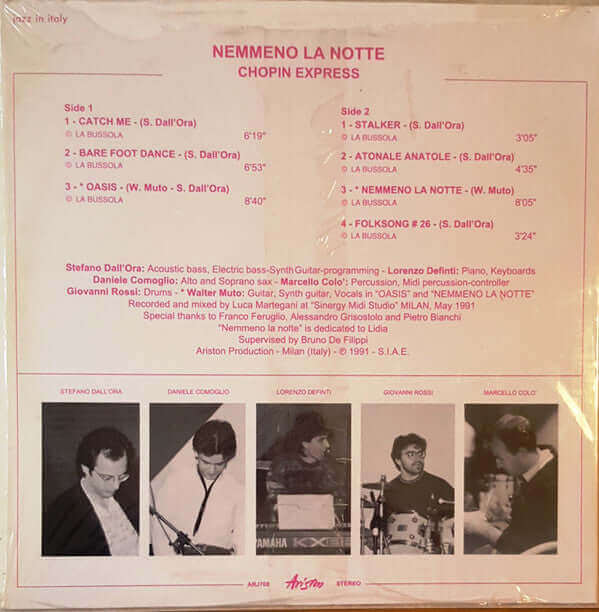 jazz in italy
NEMMENO LA NOTTE
CHOPIN EXPRESS
Side 1
1 - CATCH ME - (S. Dall'Ora)
© LA BUSSOLA 6'19"
2 - BARE FOOT DANCE - (S. Dall'Ora)
© LA BUSSOLA 6'53"
3 - * OASIS - (W. Muto - S. Dall'Ora)
© LA BUSSOLA 8'40"
Side 2
1 - STALKER - (S. Dall'Ora)
© LA BUSSOLA 3'05"
2 - ATONALE ANATOLE - (S. Dall'Ora)
© LA BUSSOLA 4'35"
3 - * NEMMENO LA NOTTE - (W. Muto)
© LA BUSSOLA 8'05"
4 - FOLKSONG # 26 - (S. Dall'Ora)
© LA BUSSOLA 3'24"
Stefano Dall'Ora: Acoustic bass, Electric bass-Synth Guitar-programming - Lorenzo Definti: Piano, Keyboards
Daniele Comoglio: Alto and Soprano sax - Marcello Colo': Percussion, Midi percussion-controller
Giovanni Rossi: Drums - * Walter Muto: Guitar, Synth guitar, Vocals in "OASIS" and "NEMMENO LA NOTTE"
Recorded and mixed by Luca Martegani at "Sinergy Midi Studio" MILAN, May 1991
Special thanks to Franco Feruglio, Alessandro Grisostolo and Pietro Bianchi
"Nemmeno la notte" is dedicated to Lidia
Supervised by Bruno De Filippi
Ariston Production - Milan (Italy) - ℗ 1991 - S.I.A.E.
STEFANO DALL'ORA
DANIELE COMOGLIO
LORENZO DEFINTI
GIOVANNI ROSSI
MARCELLO COLO'
YAMAHA KX88
ARJ708
Ariston
STEREO